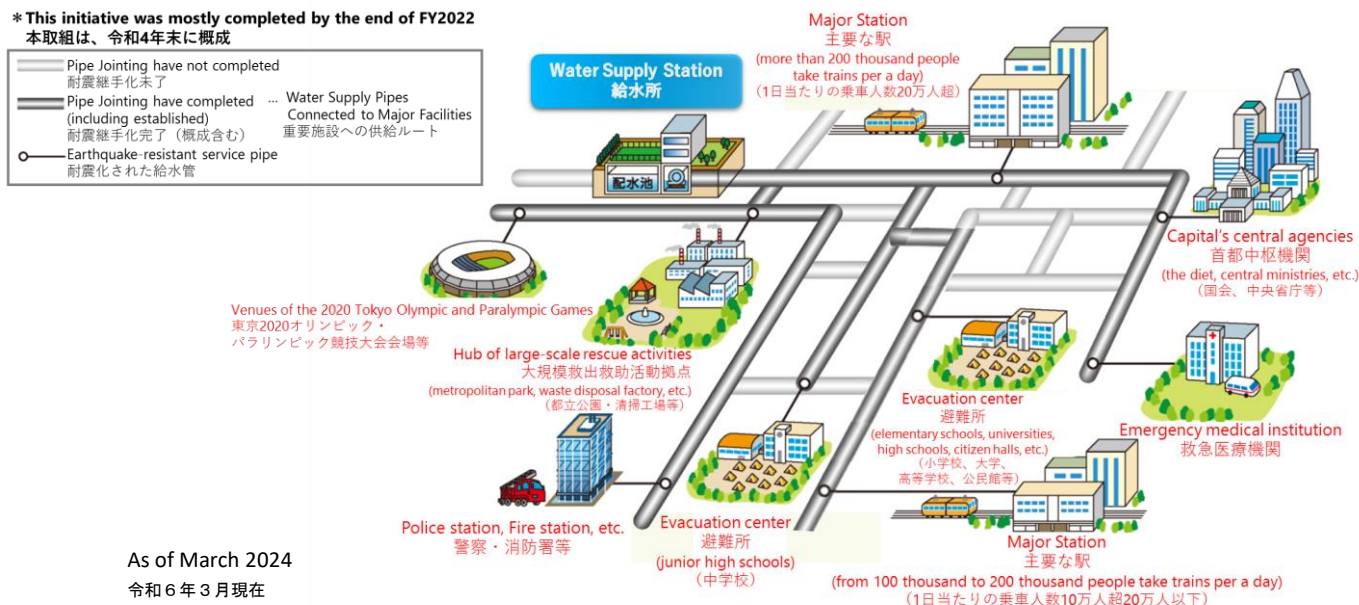 ＊This initiative was mostly completed by the end of FY2022
本取組は、令和4年末に概成
Pipe Jointing have not completed
耐震継手化未了
Pipe Jointing have completed
(including established)
耐震継手化完了（概成含む）
... Water Supply Pipes
Connected to Major Facilities
重要施設への供給ルート
Earthquake-resistant service pipe
耐震化された給水管
Water Supply Station
給水所
配水池
Major Station
主要な駅
(more than 200 thousand people
take trains per a day)
（1日当たりの乗車人数20万人超）
Capital's central agencies
首都中枢機関
(the diet, central ministries, etc.)
（国会、中央省庁等）
Venues of the 2020 Tokyo Olympic and Paralympic Games
東京2020オリンピック・
パラリンピック競技大会会場等
Hub of large-scale rescue activities
大規模救出救助活動拠点
(metropolitan park, waste disposal factory, etc.)
（都立公園・清掃工場等）
Evacuation center
避難所
(elementary schools, universities,
high schools, citizen halls, etc.)
（小学校、大学、
高等学校、公民館等）
Emergency medical institution
救急医療機関
Police station, Fire station, etc.
警察・消防署等
Evacuation center
避難所
(junior high schools)
（中学校）
Major Station
主要な駅
(from 100 thousand to 200 thousand people take trains per a day)
（1日当たりの乗車人数10万人超20万人以下）
As of March 2024
令和６年３月現在